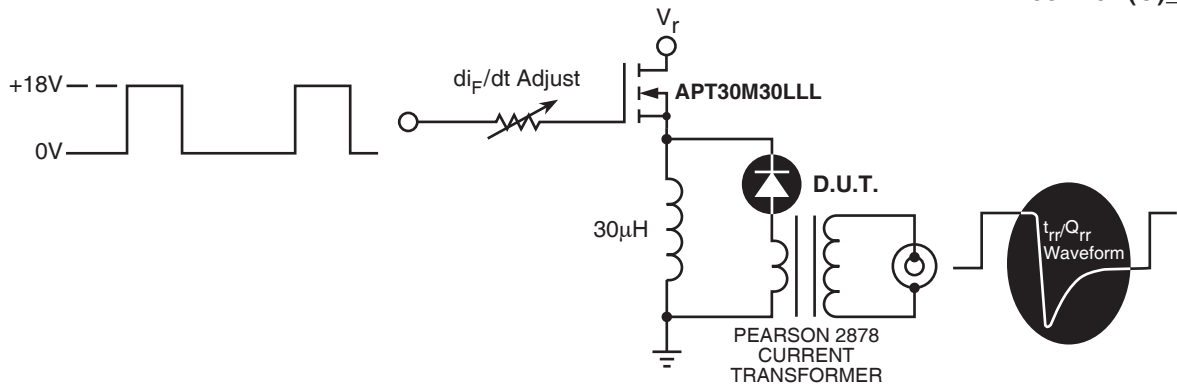 V_r
+18V
di_F/dt Adjust
APT30M30LLL
0V
D.U.T.
30μH
t_rr/Q_rr
Waveform
PEARSON 2878
CURRENT
TRANSFORMER